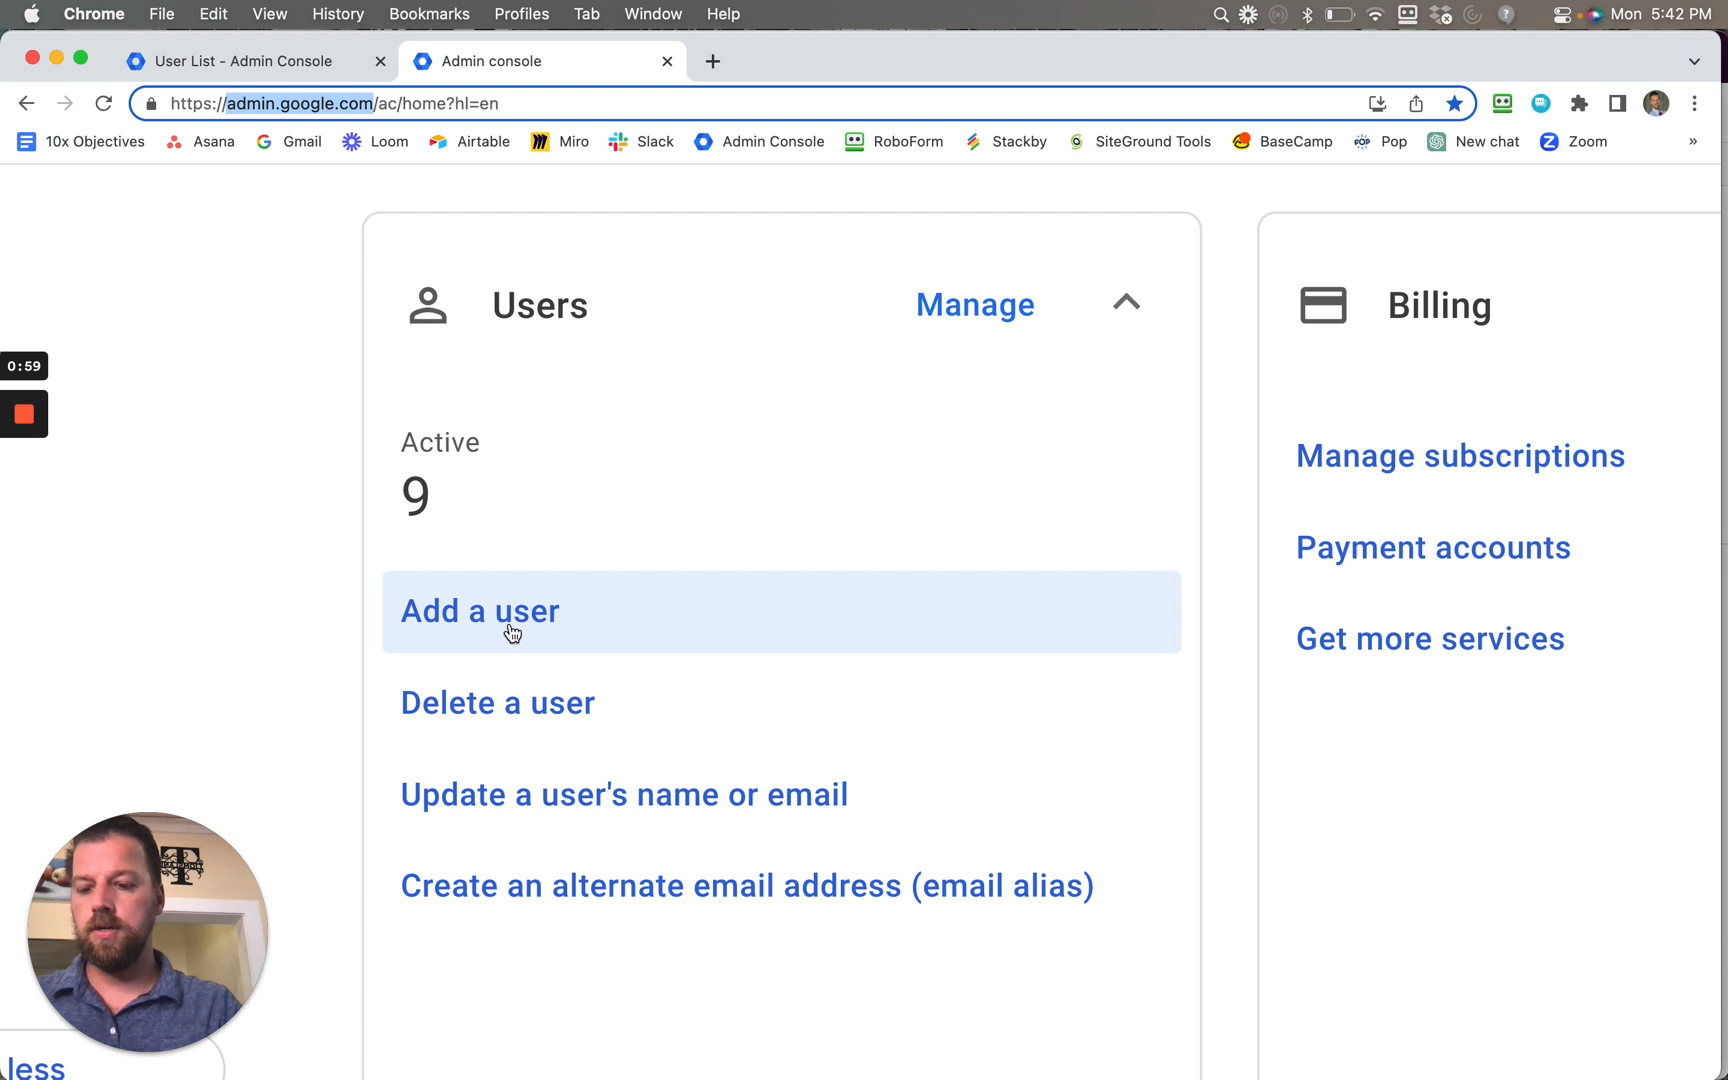 Chrome File Edit View History Bookmarks Profiles Tab Window Help Mon 5:42 PM
User List - Admin Console Admin console
https://admin.google.com/ac/home?hl=en
10x Objectives Asana Gmail Loom Airtable Miro Slack Admin Console RoboForm Stackby SiteGround Tools BaseCamp Pop New chat Zoom »
Users Manage
Billing
0:59
Active
9
Add a user
Delete a user
Update a user's name or email
Create an alternate email address (email alias)
Manage subscriptions
Payment accounts
Get more services
less